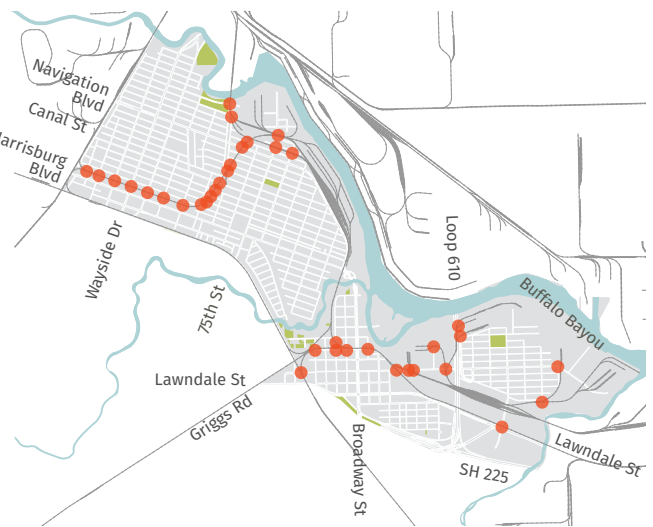 Navigation
Blvd
Canal St
Blvd
Wayside Dr
75th St
Loop 610
Buffalo Bayou
Lawndale St
Griggs Rd
Broadway St
SH 225
Lawndale St